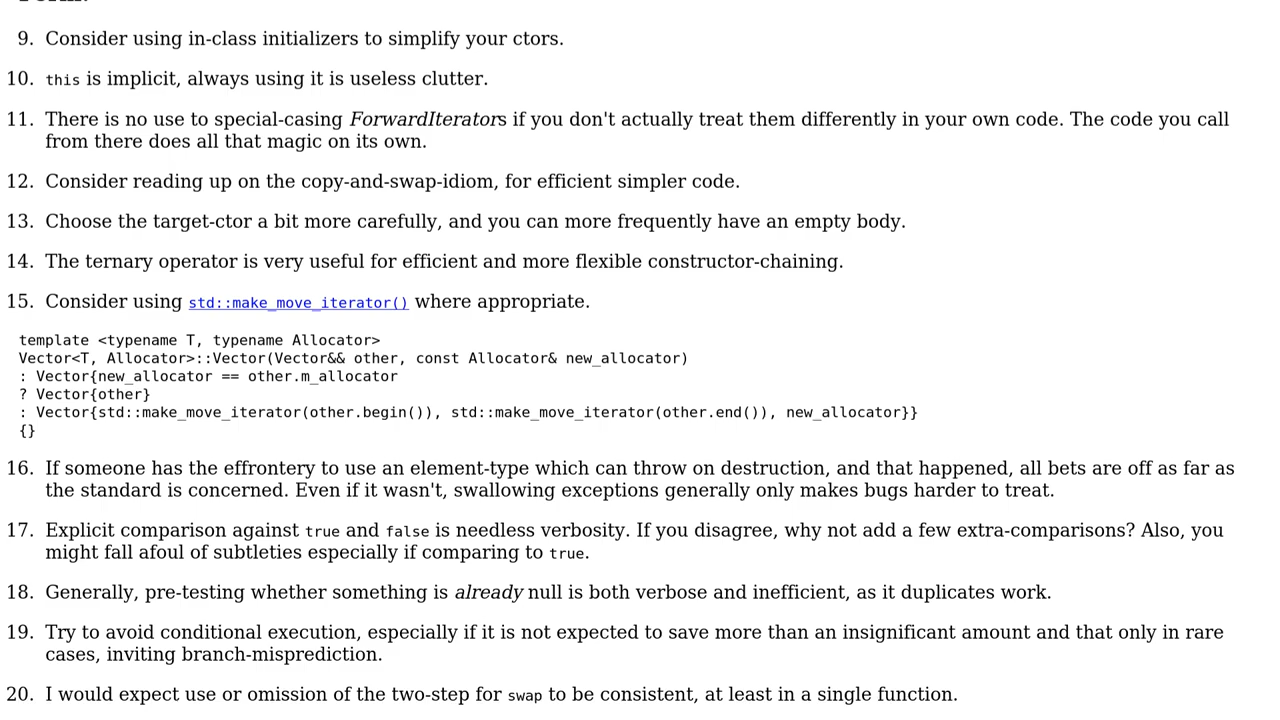 9. Consider using in-class initializers to simplify your ctors.
10. this is implicit, always using it is useless clutter.
11. There is no use to special-casing ForwardIterators if you don't actually treat them differently in your own code. The code you call
from there does all that magic on its own.
12. Consider reading up on the copy-and-swap-idiom, for efficient simpler code.
13. Choose the target-ctor a bit more carefully, and you can more frequently have an empty body.
14. The ternary operator is very useful for efficient and more flexible constructor-chaining.
15. Consider using std::make_move_iterator() where appropriate.
template <typename T, typename Allocator>
Vector<T, Allocator>::Vector(Vector&& other, const Allocator& new_allocator)
: Vector{new_allocator == other.m_allocator
? Vector{other}
: Vector{std::make_move_iterator(other.begin()), std::make_move_iterator(other.end()), new_allocator}}
{}
16. If someone has the effrontery to use an element-type which can throw on destruction, and that happened, all bets are off as far as
the standard is concerned. Even if it wasn't, swallowing exceptions generally only makes bugs harder to treat.
17. Explicit comparison against true and false is needless verbosity. If you disagree, why not add a few extra-comparisons? Also, you
might fall afoul of subtleties especially if comparing to true.
18. Generally, pre-testing whether something is already null is both verbose and inefficient, as it duplicates work.
19. Try to avoid conditional execution, especially if it is not expected to save more than an insignificant amount and that only in rare
cases, inviting branch-misprediction.
20. I would expect use or omission of the two-step for swap to be consistent, at least in a single function.